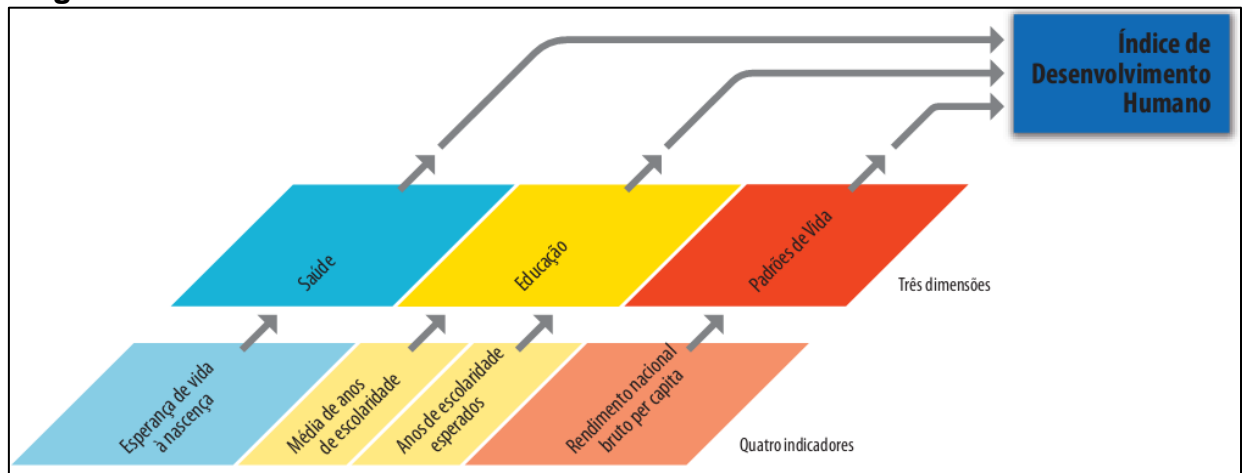 Índice de
Desenvolvimento
Humano
Saúde
Educação
Padrões de Vida
Três dimensões
Esperança de vida
à nascença
Média de anos
de escolaridade
Anos de escolaridade
esperados
Rendimento nacional
bruto per capita
Quatro indicadores